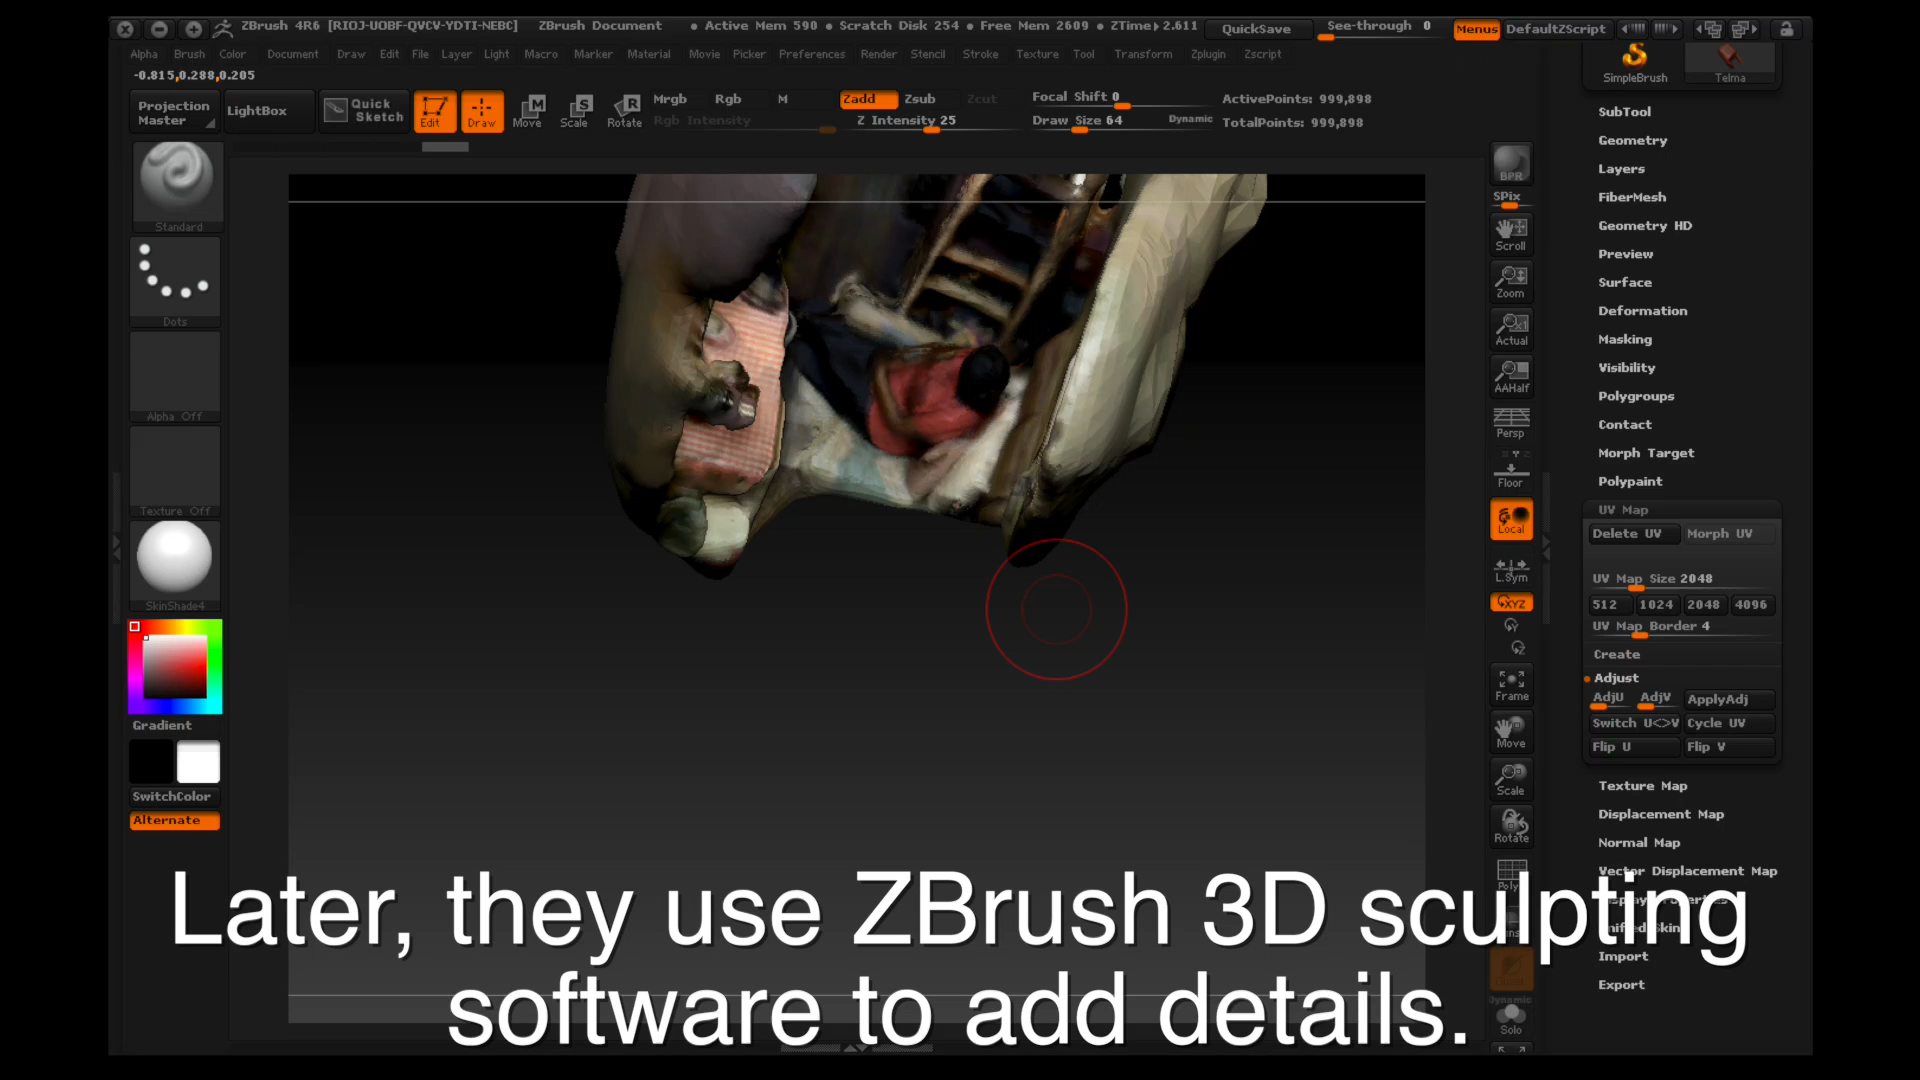 ZBrush 4R6 [RIOJ-UOBF-QVCV-YDTI-NEBC] ZBrush Document • Active Mem 590 • Scratch Disk 254 • Free Mem 2609 • ZTime▸2.611 QuickSave See-through 0 Menus DefaultZScript
Alpha Brush Color Document Draw Edit File Layer Light Macro Marker Material Movie Picker Preferences Render Stencil Stroke Texture Tool Transform Zplugin Zscript
-0.815,0.288,0.205
Projection Master
LightBox
Quick Sketch
Edit
Draw
Move
Scale
Rotate
Mrgb Rgb M
Rgb Intensity
Zadd Zsub Zcut
Z Intensity 25
Focal Shift 0
Draw Size 64 Dynamic
ActivePoints: 999,898
TotalPoints: 999,898
Standard
Dots
Alpha Off
Texture Off
SkinShade4
Gradient
SwitchColor
Alternate
BPR
SPix
Scroll
Zoom
Actual
AAHalf
Persp
Floor
Local
L.Sym
XYZ
Frame
Move
Scale
Rotate
Dynamic
Solo
SimpleBrush Telma
SubTool
Geometry
Layers
FiberMesh
Geometry HD
Preview
Surface
Deformation
Masking
Visibility
Polygroups
Contact
Morph Target
Polypaint
UV Map
Delete UV Morph UV
UV Map Size 2048
512 1024 2048 4096
UV Map Border 4
Create
Adjust
AdjU AdjV ApplyAdj
Switch U<>V Cycle UV
Flip U Flip V
Texture Map
Displacement Map
Normal Map
Vector Displacement Map
Import
Export
Later, they use ZBrush 3D sculpting
software to add details.